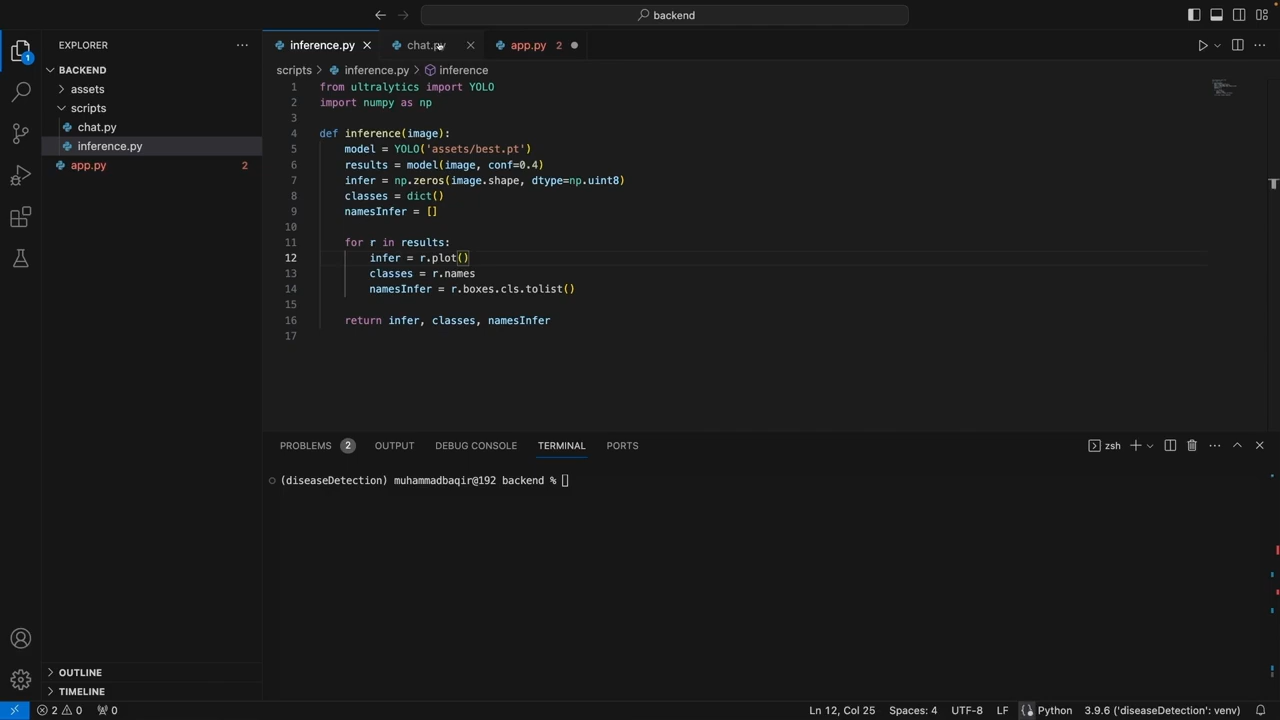 backend
EXPLORER
BACKEND
assets
scripts
chat.py
inference.py
app.py 2
OUTLINE
TIMELINE
inference.py
chat.py
app.py 2
scripts > inference.py > inference
1 from ultralytics import YOLO
2 import numpy as np
3
4 def inference(image):
5 model = YOLO('assets/best.pt')
6 results = model(image, conf=0.4)
7 infer = np.zeros(image.shape, dtype=np.uint8)
8 classes = dict()
9 namesInfer = []
10
11 for r in results:
12 infer = r.plot()
13 classes = r.names
14 namesInfer = r.boxes.cls.tolist()
15
16 return infer, classes, namesInfer
17
PROBLEMS 2 OUTPUT DEBUG CONSOLE TERMINAL PORTS
zsh
(diseaseDetection) muhammadbaqir@192 backend %
1
2 0 0
Ln 12, Col 25 Spaces: 4 UTF-8 LF Python 3.9.6 ('diseaseDetection': venv)